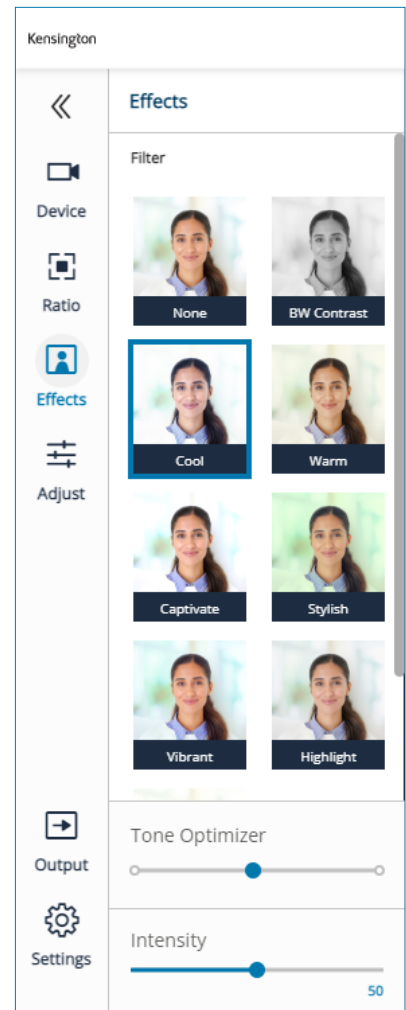 Kensington
Effects
Filter
Device
Ratio
Effects
Adjust
None
BW Contrast
Cool
Warm
Captivate
Stylish
Vibrant
Highlight
Output
Settings
Tone Optimizer
Intensity
50